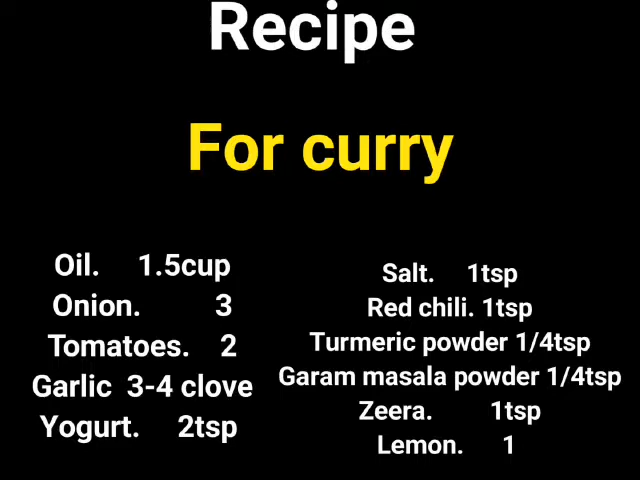 Recipe
For curry
Oil. 1.5cup
Onion. 3
Tomatoes. 2
Garlic 3-4 clove
Yogurt. 2tsp
Salt. 1tsp
Red chili. 1tsp
Turmeric powder 1/4tsp
Garam masala powder 1/4tsp
Zeera. 1tsp
Lemon. 1